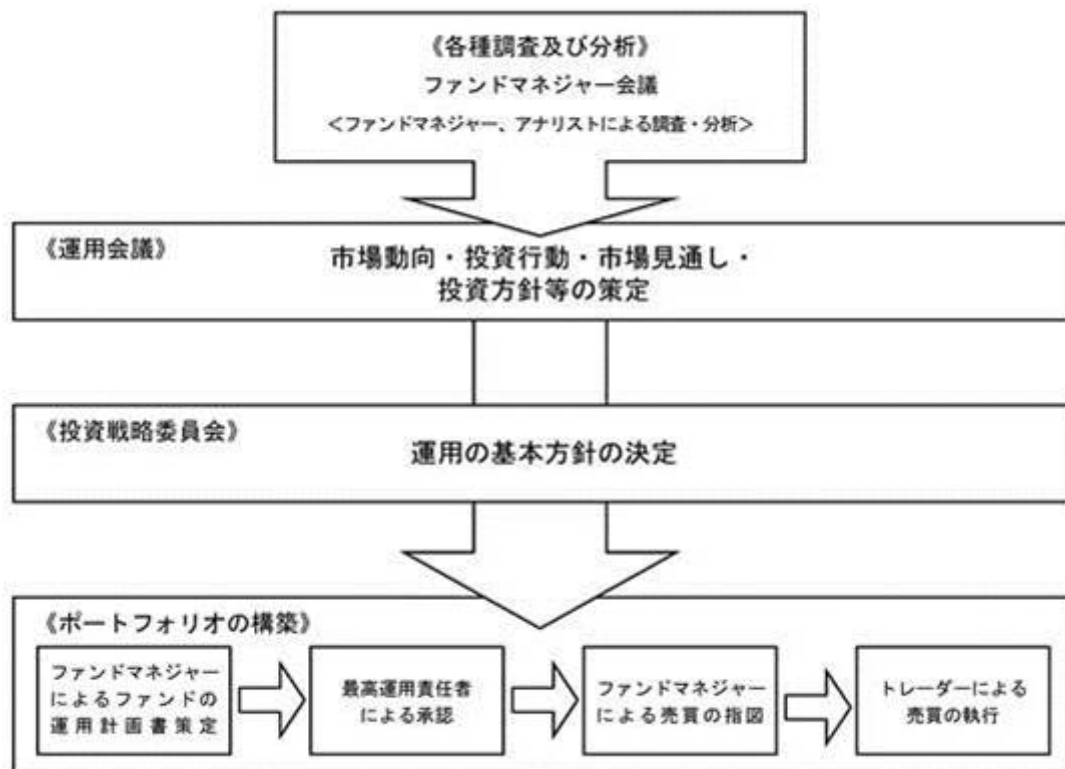 《各種調査及び分析》
ファンドマネジャー会議
＜ファンドマネジャー、アナリストによる調査・分析＞
《運用会議》
市場動向・投資行動・市場見通し・
投資方針等の策定
《投資戦略委員会》
運用の基本方針の決定
《ポートフォリオの構築》
ファンドマネジャー
によるファンドの
運用計画書策定
最高運用責任者
による承認
ファンドマネジャー
による売買の指図
トレーダーによる
売買の執行